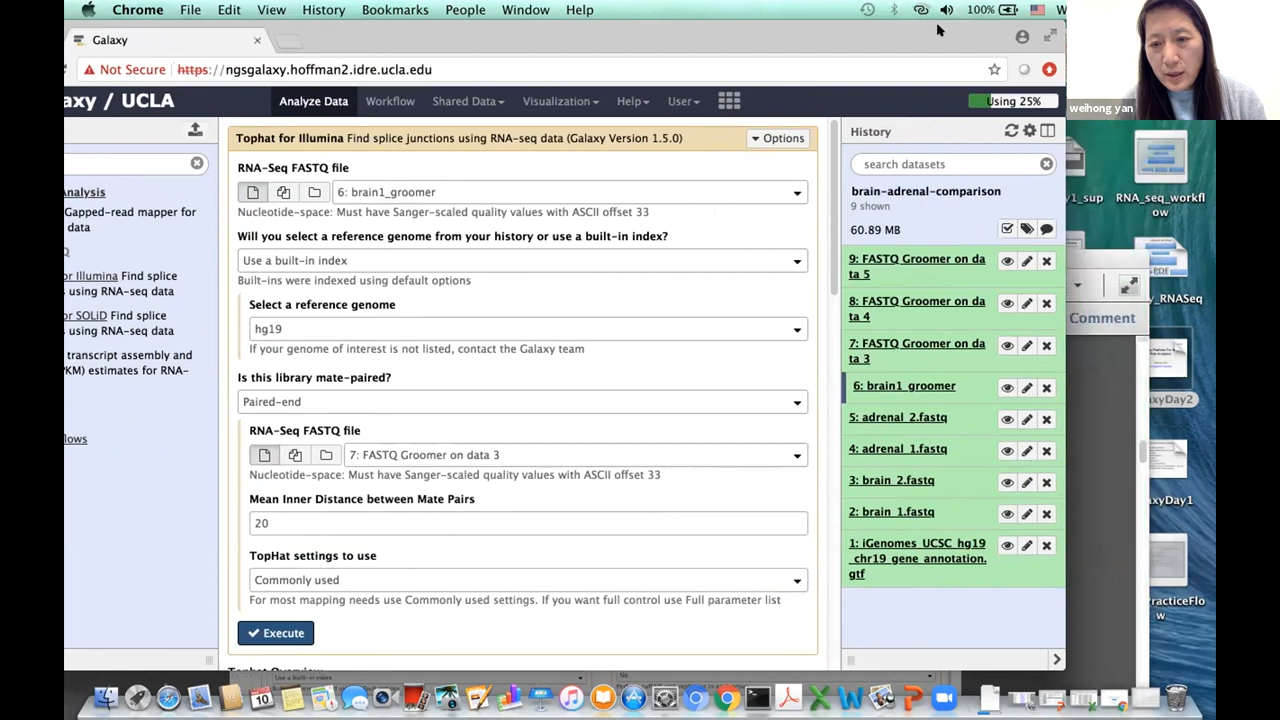 Chrome File Edit View History Bookmarks People Window Help 100%
Galaxy
Not Secure https://ngsgalaxy.hoffman2.idre.ucla.edu
weihong yan
axy / UCLA Analyze Data Workflow Shared Data Visualization Help User Using 25%
Analysis
Gapped-read mapper for
data
or Illumina Find splice
using RNA-seq data
or SOLiD Find splice
using RNA-seq data
transcript assembly and
KM) estimates for RNA-
lows
Tophat for Illumina Find splice junctions using RNA-seq data (Galaxy Version 1.5.0) Options
RNA-Seq FASTQ file
6: brain1_groomer
Nucleotide-space: Must have Sanger-scaled quality values with ASCII offset 33
Will you select a reference genome from your history or use a built-in index?
Use a built-in index
Built-ins were indexed using default options
Select a reference genome
hg19
If your genome of interest is not listed, contact the Galaxy team
Is this library mate-paired?
Paired-end
RNA-Seq FASTQ file
7: FASTQ Groomer on data 3
Nucleotide-space: Must have Sanger-scaled quality values with ASCII offset 33
Mean Inner Distance between Mate Pairs
20
TopHat settings to use
Commonly used
For most mapping needs use Commonly used settings. If you want full control use Full parameter list
Execute
History
search datasets
brain-adrenal-comparison
9 shown
60.89 MB
9: FASTQ Groomer on da
ta 5
8: FASTQ Groomer on da
ta 4
7: FASTQ Groomer on da
ta 3
6: brain1_groomer
5: adrenal_2.fastq
4: adrenal_1.fastq
3: brain_2.fastq
2: brain_1.fastq
1: iGenomes_UCSC_hg19
_chr19_gene_annotation.
gtf
y1_sup
RNA_seq_workfl
ow
y_RNASeq
Comment
axyDay2
axyDay1
PracticeFlo
w